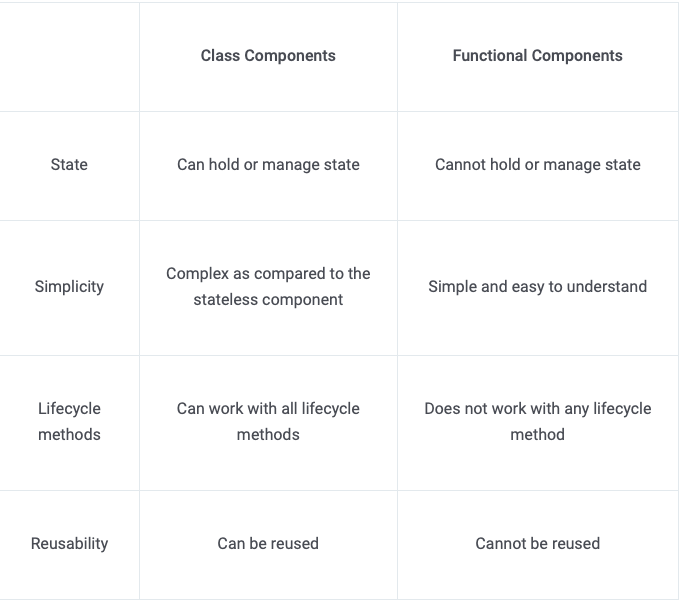 Class Components
Functional Components
State
Can hold or manage state
Cannot hold or manage state
Simplicity
Complex as compared to the
stateless component
Simple and easy to understand
Lifecycle
methods
Can work with all lifecycle
methods
Does not work with any lifecycle
method
Reusability
Can be reused
Cannot be reused